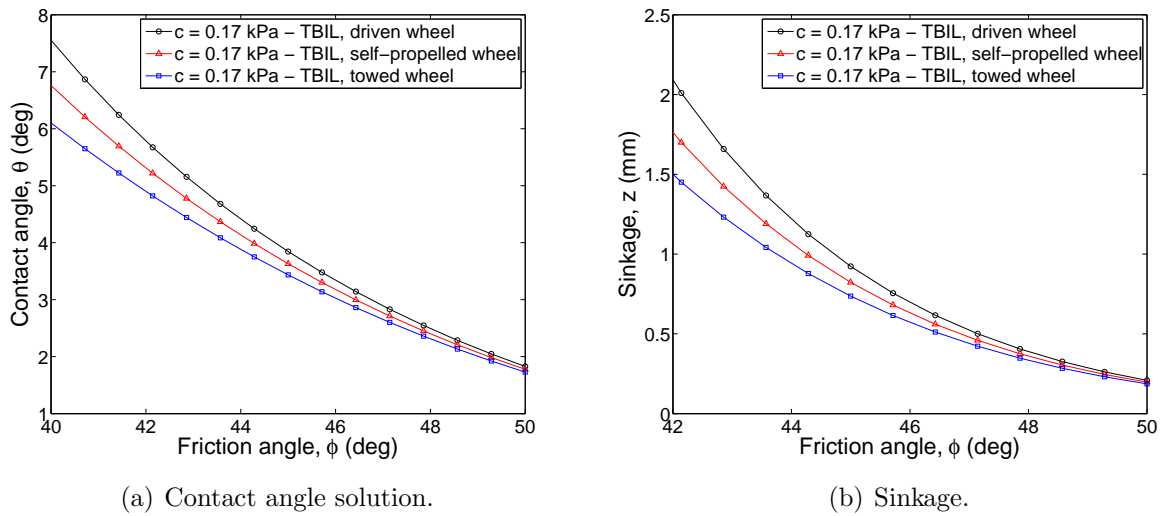 c = 0.17 kPa − TBIL, driven wheel
c = 0.17 kPa − TBIL, self−propelled wheel
c = 0.17 kPa − TBIL, towed wheel
8
7
6
5
4
3
2
1
Contact angle, θ (deg)
40 42 44 46 48 50
Friction angle, ϕ (deg)
(a) Contact angle solution.
c = 0.17 kPa − TBIL, driven wheel
c = 0.17 kPa − TBIL, self−propelled wheel
c = 0.17 kPa − TBIL, towed wheel
2.5
2
1.5
1
0.5
0
Sinkage, z (mm)
42 44 46 48 50
Friction angle, ϕ (deg)
(b) Sinkage.